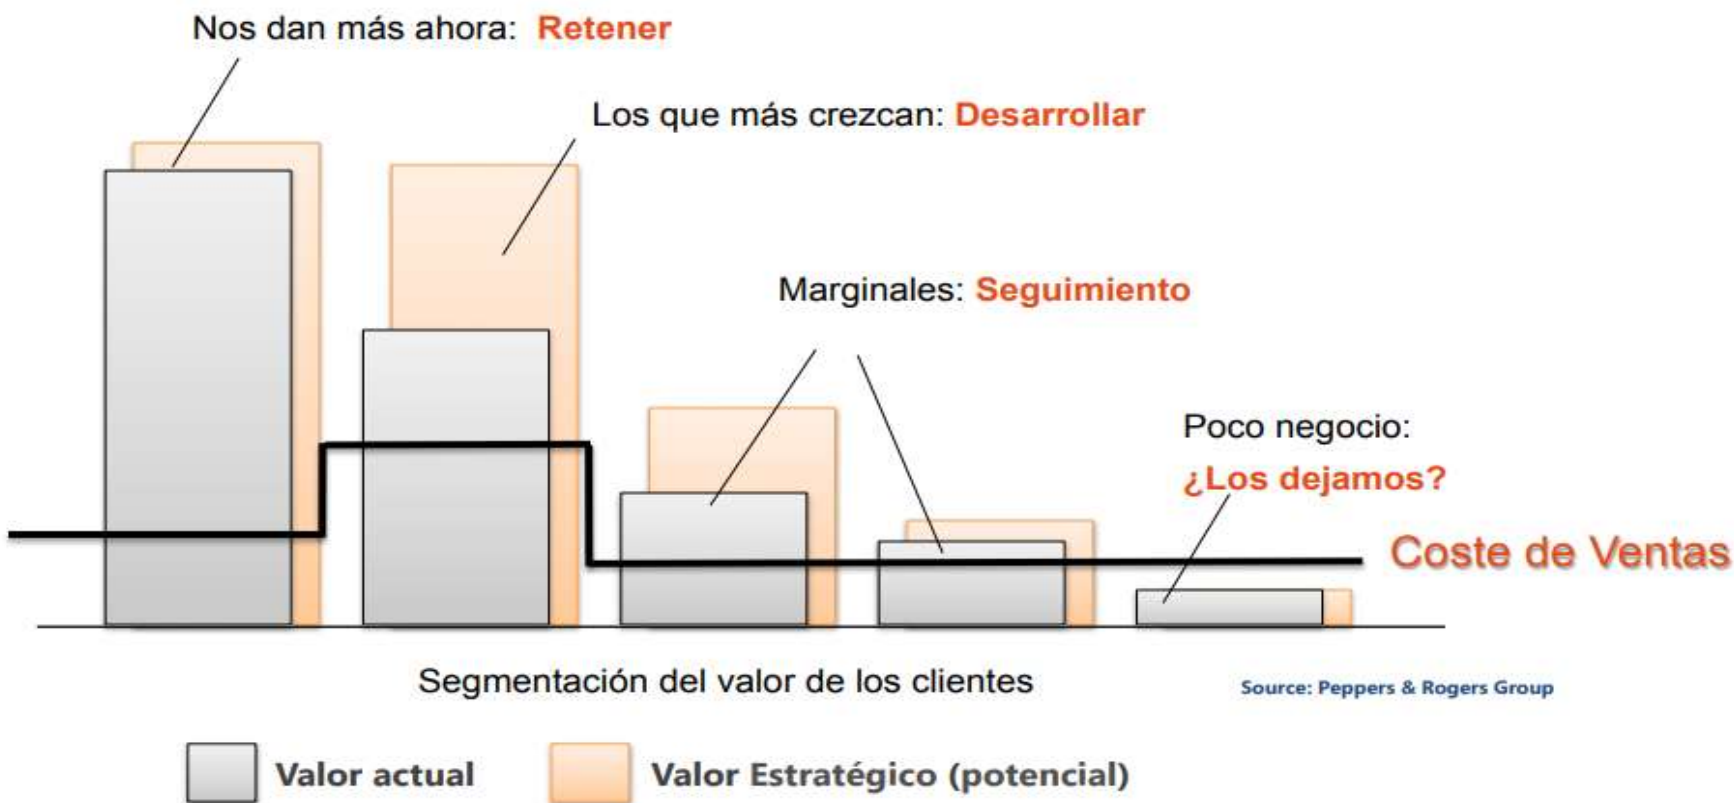 Nos dan más ahora: Retener
Los que más crezcan: Desarrollar
Marginales: Seguimiento
Poco negocio:
¿Los dejamos?
Coste de Ventas
Segmentación del valor de los clientes
Source: Peppers & Rogers Group
Valor actual
Valor Estratégico (potencial)